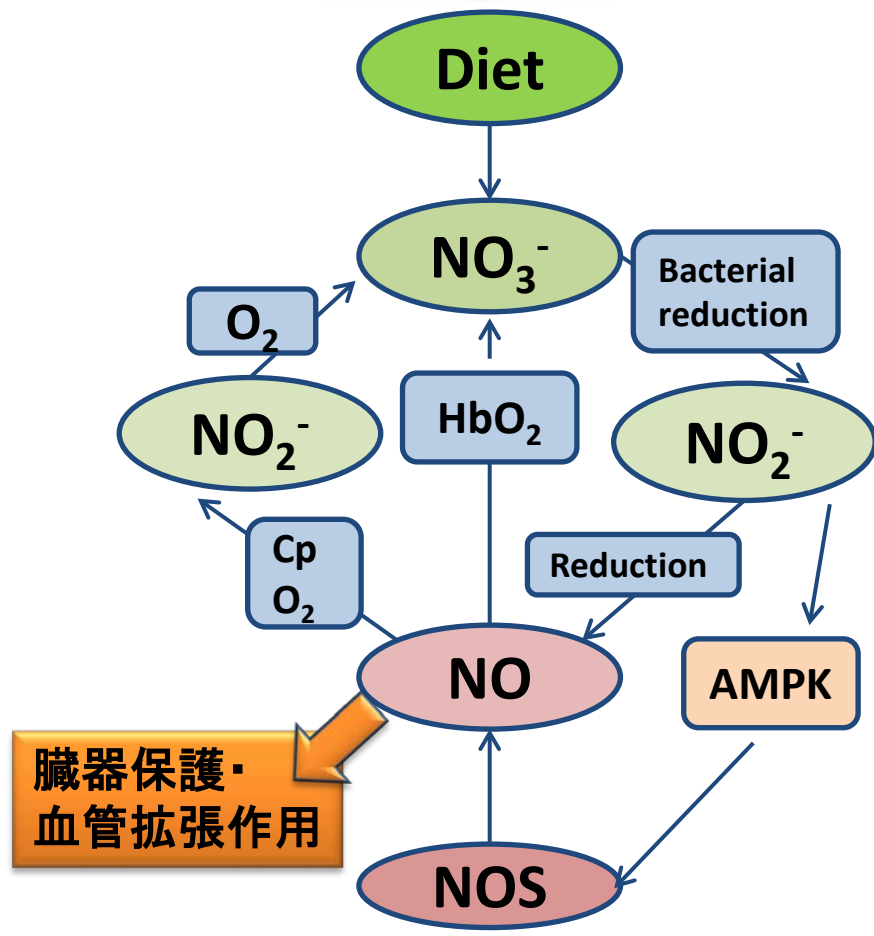 Diet
NO₃⁻
Bacterial
reduction
O₂
HbO₂
NO₂⁻
NO₂⁻
Cp
O₂
Reduction
NO
AMPK
臓器保護・
血管拡張作用
NOS